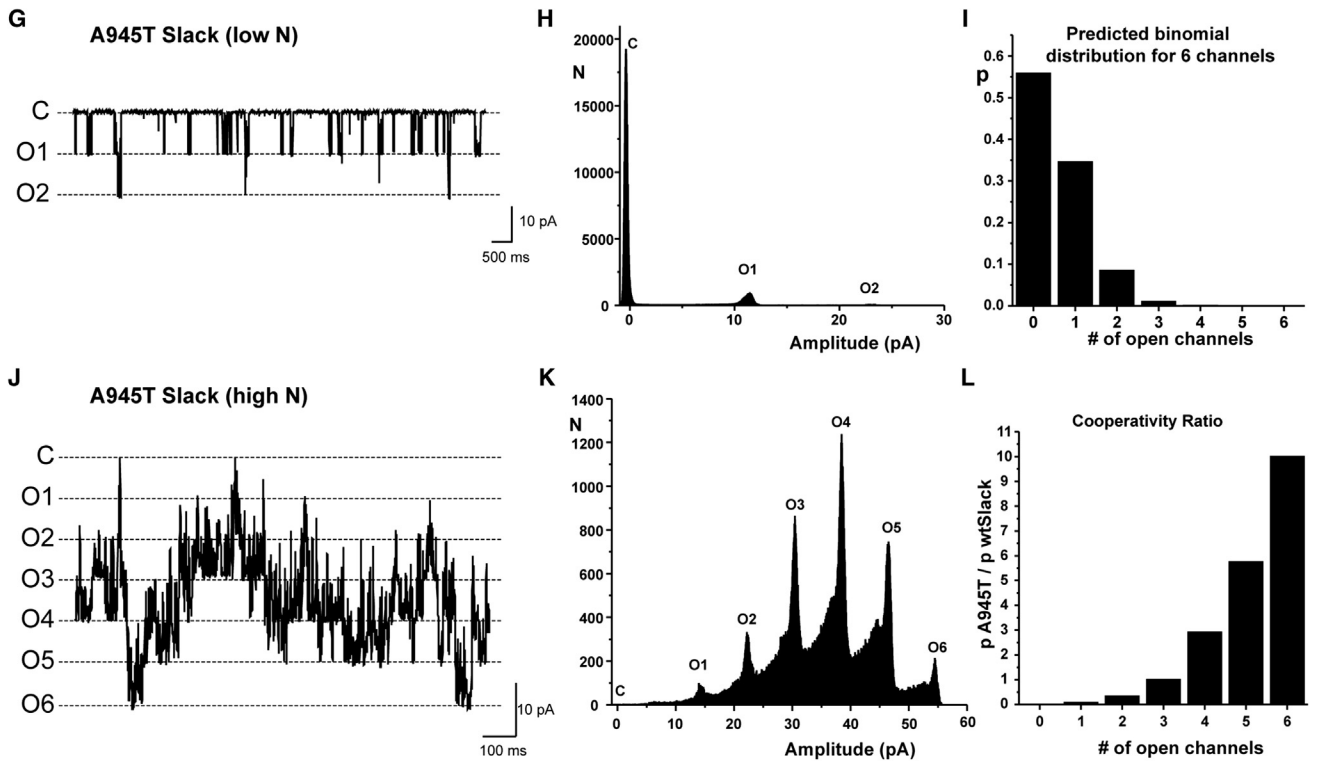 G
A945T Slack (low N)
C
O1
O2
10 pA
500 ms
H
N
20000
15000
10000
5000
0
C
O1
O2
0 10 20 30
Amplitude (pA)
I
Predicted binomial
distribution for 6 channels
p
0.6
0.5
0.4
0.3
0.2
0.1
0.0
0 1 2 3 4 5 6
# of open channels
J
A945T Slack (high N)
C
O1
O2
O3
O4
O5
O6
10 pA
100 ms
K
N
1400
1200
1000
800
600
400
200
0
C
O1
O2
O3
O4
O5
O6
0 10 20 30 40 50 60
Amplitude (pA)
L
Cooperativity Ratio
p A945T / p wtSlack
11
10
9
8
7
6
5
4
3
2
1
0
0 1 2 3 4 5 6
# of open channels